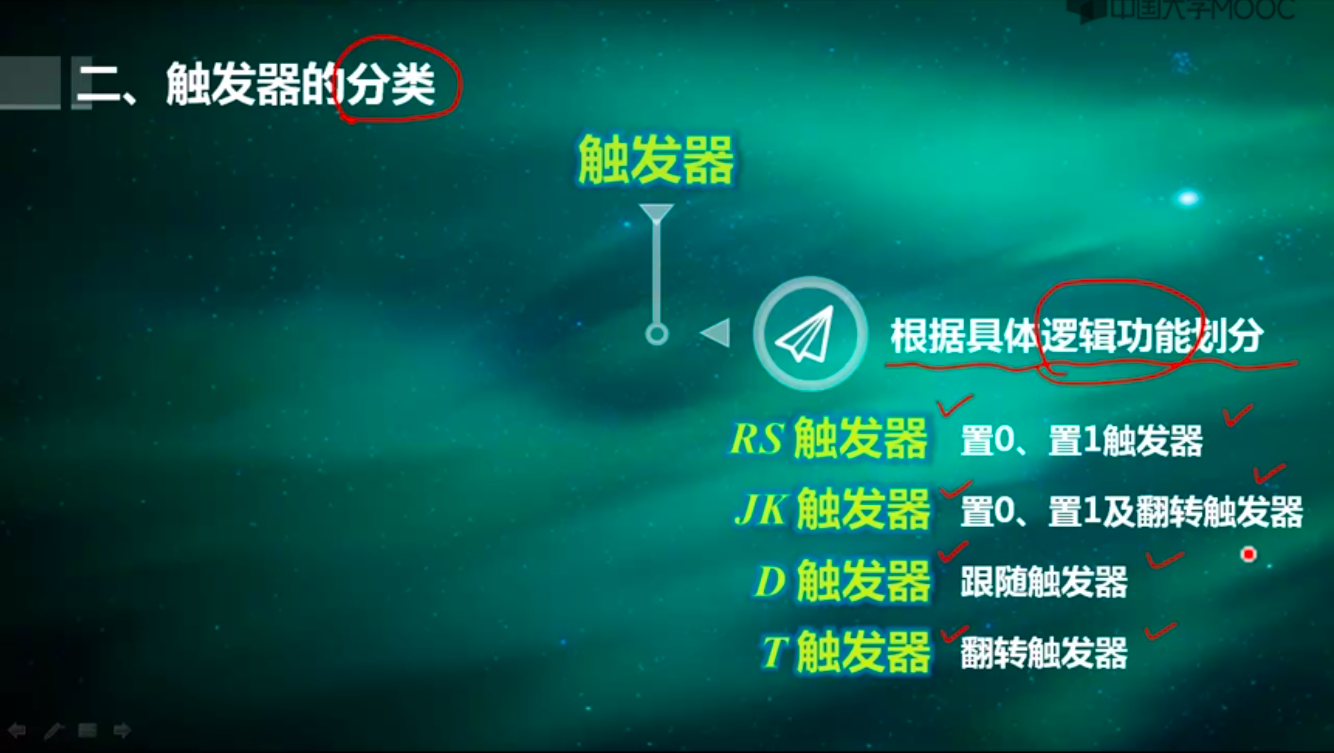 中国大学MOOC
二、触发器的分类
触发器
根据具体逻辑功能划分
RS 触发器 置0、置1触发器
JK 触发器 置0、置1及翻转触发器
D 触发器 跟随触发器
T 触发器 翻转触发器